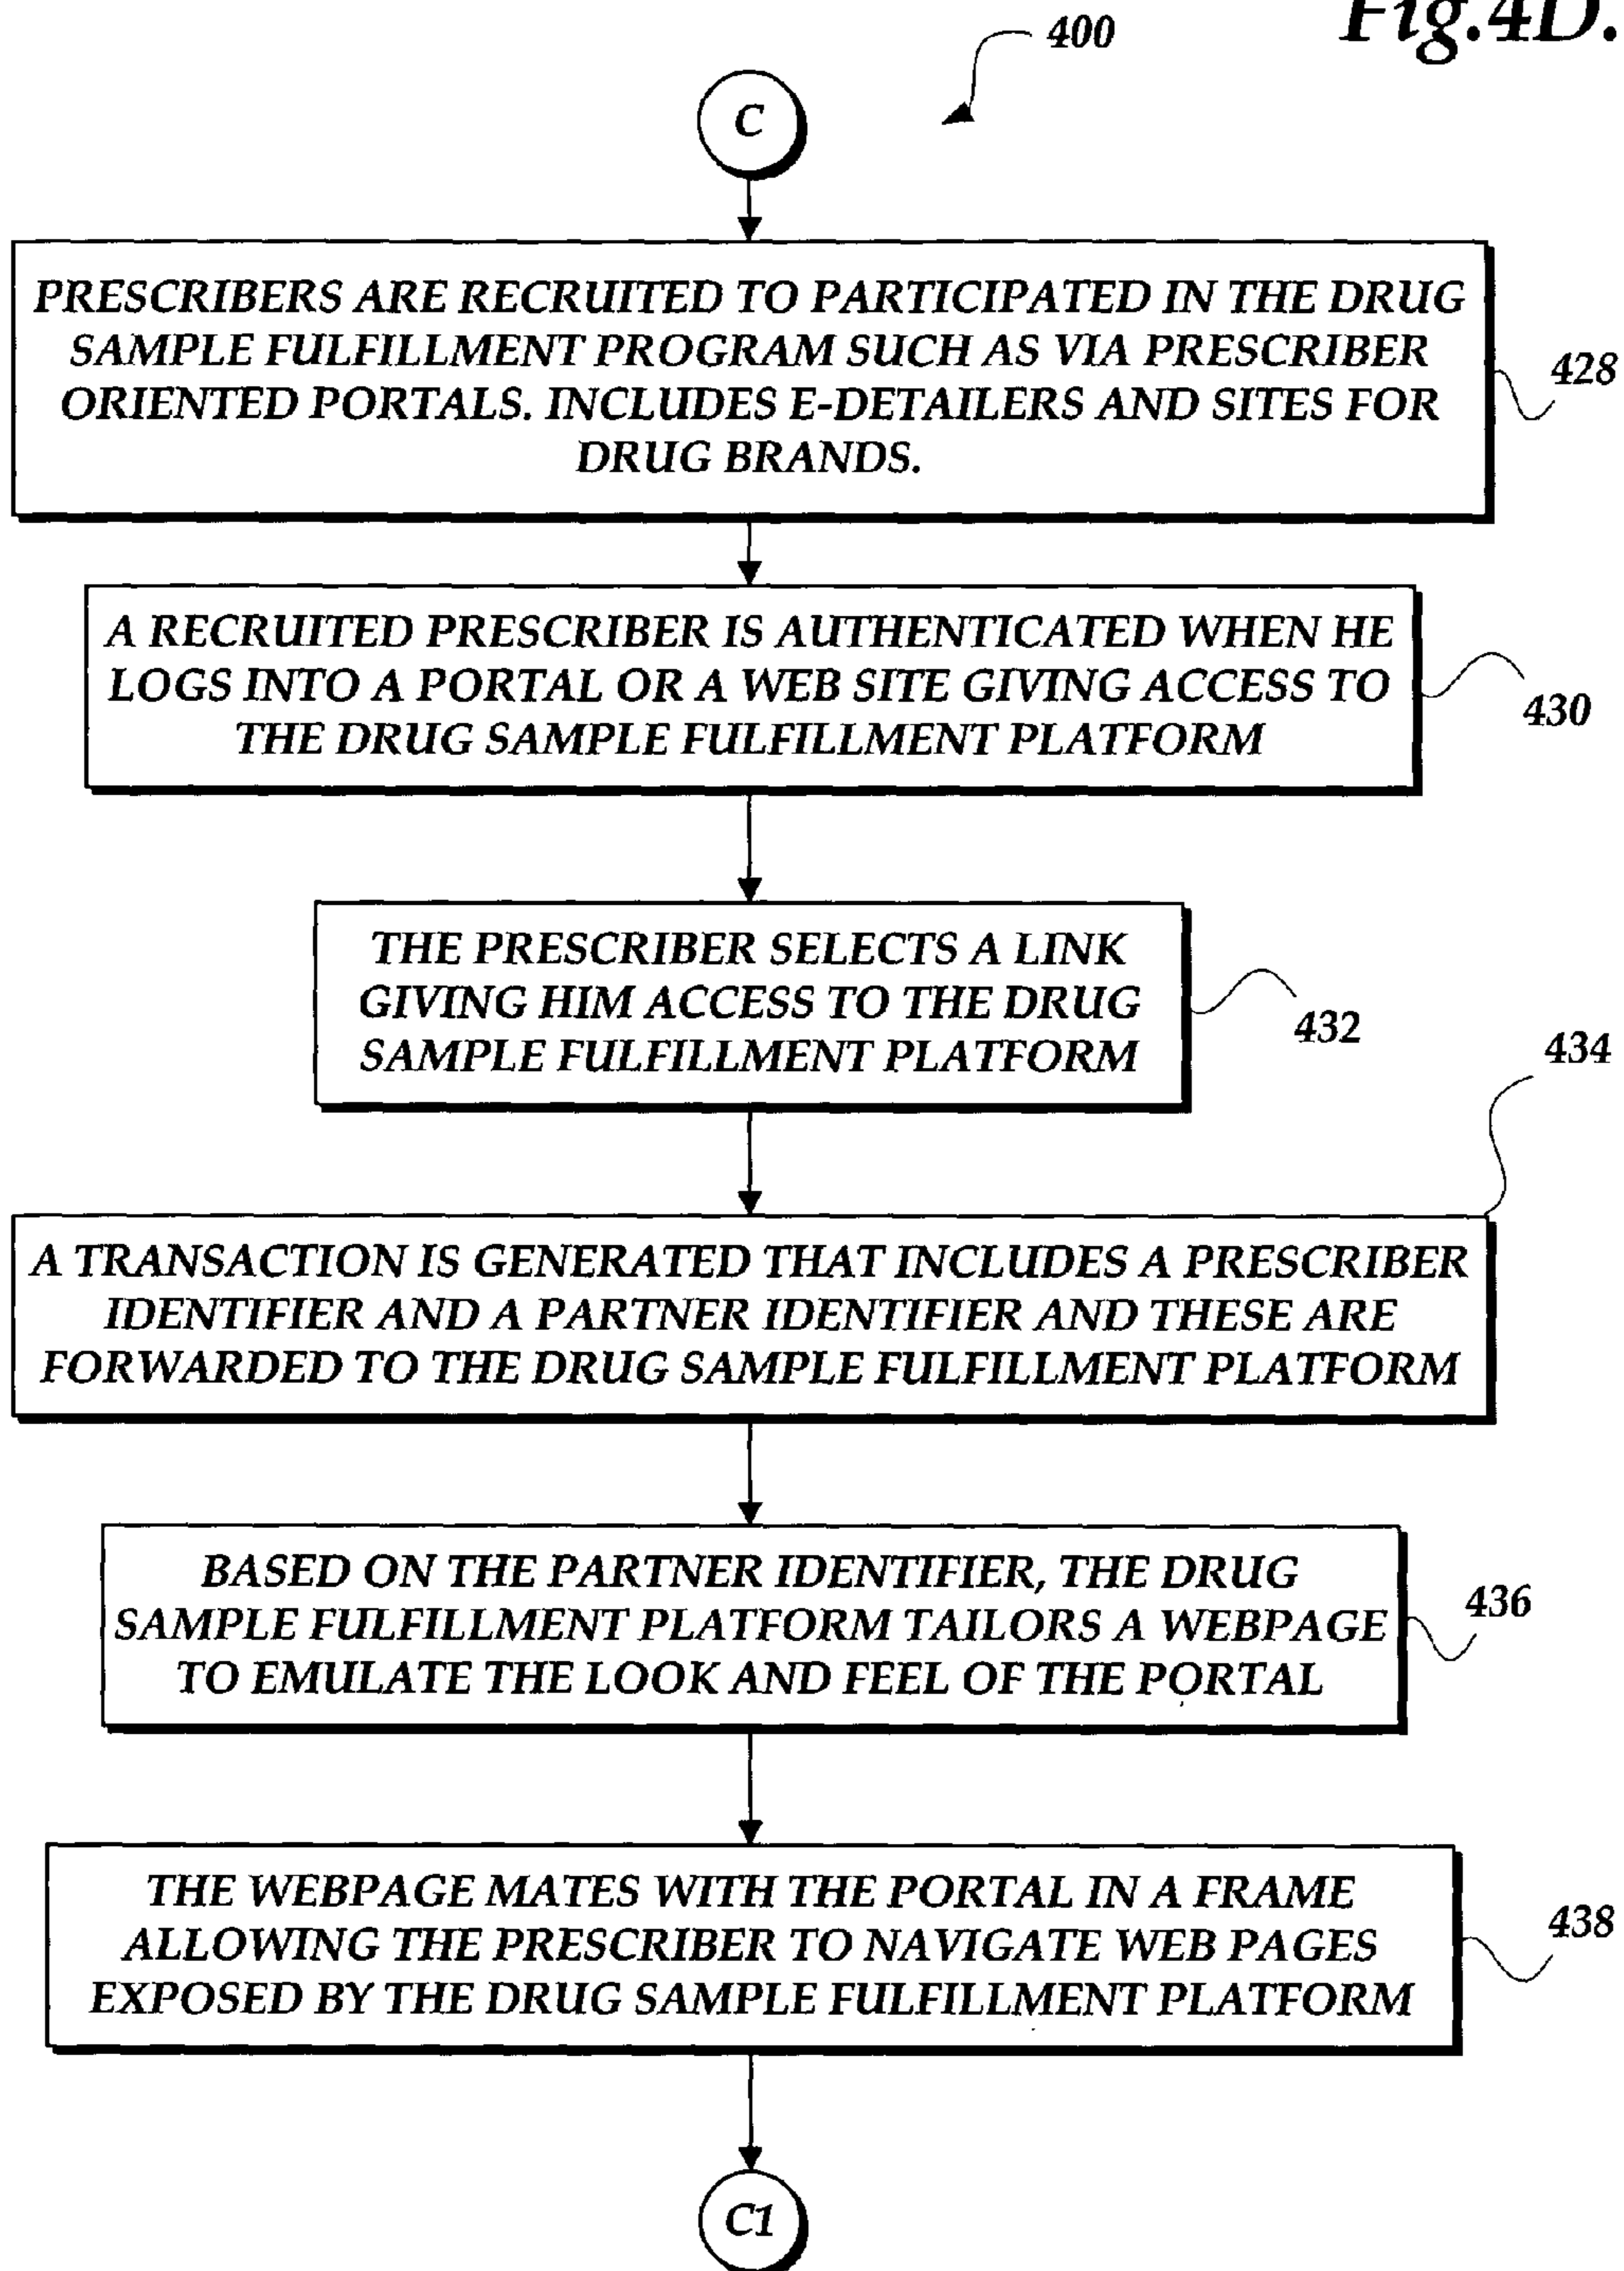 Fig.4D.
400
C
PRESCRIBERS ARE RECRUITED TO PARTICIPATED IN THE DRUG
SAMPLE FULFILLMENT PROGRAM SUCH AS VIA PRESCRIBER
ORIENTED PORTALS. INCLUDES E-DETAILERS AND SITES FOR
DRUG BRANDS.
428
A RECRUITED PRESCRIBER IS AUTHENTICATED WHEN HE
LOGS INTO A PORTAL OR A WEB SITE GIVING ACCESS TO
THE DRUG SAMPLE FULFILLMENT PLATFORM
430
THE PRESCRIBER SELECTS A LINK
GIVING HIM ACCESS TO THE DRUG
SAMPLE FULFILLMENT PLATFORM
432
434
A TRANSACTION IS GENERATED THAT INCLUDES A PRESCRIBER
IDENTIFIER AND A PARTNER IDENTIFIER AND THESE ARE
FORWARDED TO THE DRUG SAMPLE FULFILLMENT PLATFORM
BASED ON THE PARTNER IDENTIFIER, THE DRUG
SAMPLE FULFILLMENT PLATFORM TAILORS A WEBPAGE
TO EMULATE THE LOOK AND FEEL OF THE PORTAL
436
THE WEBPAGE MATES WITH THE PORTAL IN A FRAME
ALLOWING THE PRESCRIBER TO NAVIGATE WEB PAGES
EXPOSED BY THE DRUG SAMPLE FULFILLMENT PLATFORM
438
C1